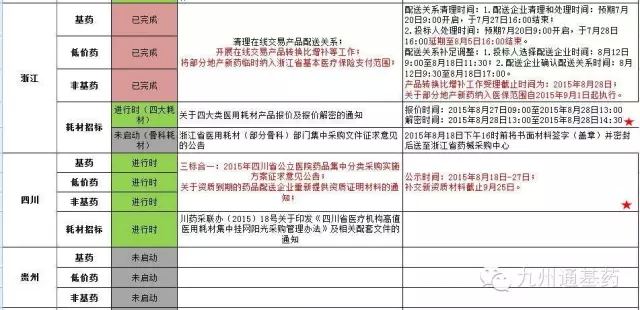 浙江
基药
已完成
低价药
已完成
非基药
已完成
清理在线交易产品配送关系;
开展在线交易产品转换比增补等工作;
将部分地产新药临时纳入浙江省基本医疗保险支付范围;
配送关系清理时间:1.配送企业清理和处理时间:预期7月
20日9:00开启,于7月27日16:00结束。
2.投标人处理时间:预期7月20日9:00开启,于7月28日
16:00延期至8月5日16:00结束。
配送关系补足调整:1.投标人选择配送企业时间:8月12日
9:00至8月18日11:30;2.配送企业确认配送关系时间:8月
12日9:30至8月18日17:00。
产品转换比增补工作受理截止时间为:2015年8月28日;
关于部分地产新药纳入医保范围自2015年9月1日起执行。
耗材招标
进行时(四大耗
材)
关于四大类医用耗材产品报价及报价解密的通知
报价时间:2015年8月27日09:00至2015年8月28日13:00
解密时间:2015年8月28日13:00至2015年8月28日14:30
★
未启动(骨科耗
材)
浙江省医用耗材(部分骨科)部门集中采购文件征求意见
的公告
2015年8月18日下午16时前将书面材料签字(盖章)并密封
后送至浙江省药械采购中心
四川
基药
进行时
低价药
进行时
非基药
进行时
三标合一:2015年四川省公立医院药品集中分类采购实施
方案征求意见公告;
关于资质到期的药品配送企业重新提供资质证明材料的通
知;
公示时间:2015年8月18日-27日;
补交新资质材料截止9月25日。
★
耗材招标
进行时
川药采联办(2015)18号关于印发《四川省医疗机构高值
医用耗材集中挂网阳光采购管理办法》及相关配套文件的
通知
贵州
基药
未启动
低价药
未启动
非基药
未启动
九州通基药